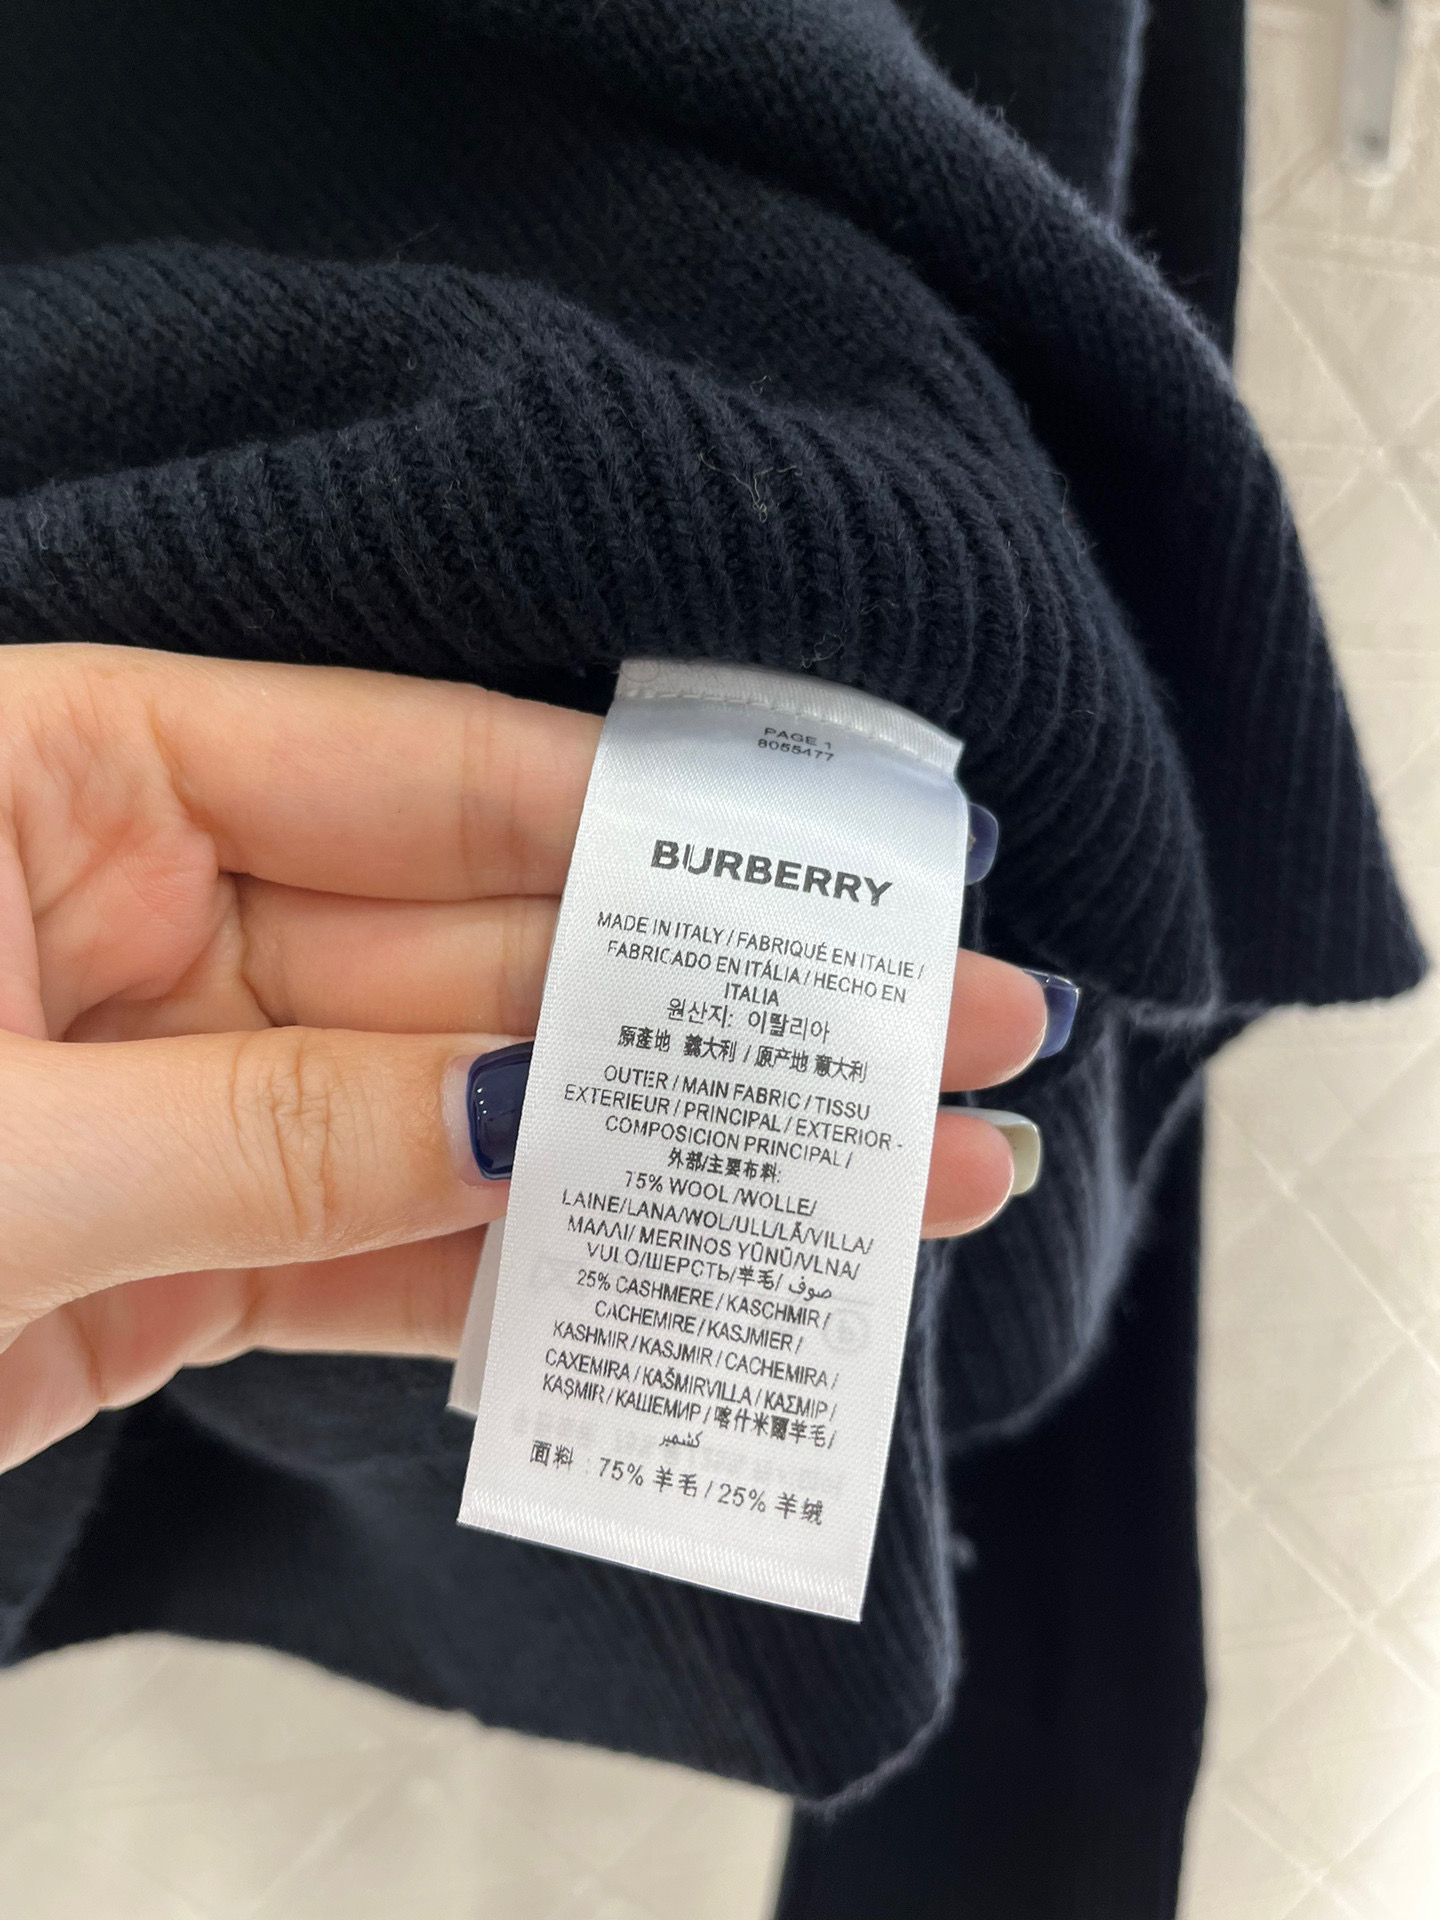 PAGE 1
8055477
BURBERRY
MADE IN ITALY / FABRIQUÉ EN ITALIE /
FABRICADO EN ITÁLIA / HECHO EN
ITALIA
원산지: 이탈리아
原產地 義大利 / 原产地 意大利
OUTER / MAIN FABRIC / TISSU
EXTERIEUR / PRINCIPAL / EXTERIOR -
COMPOSICION PRINCIPAL /
外部/主要布料:
75% WOOL /WOLLE/
LAINE/LANA/WOL/ULL/LÃ/VILLA/
ΜΑΛΛΙ/ MERINOS YÜNÜ/VLNA/
VULO/ШЕРСТЬ/羊毛/ صوف
25% CASHMERE / KASCHMIR /
CACHEMIRE / KASJMIER /
KASHMIR / KASJMIR / CACHEMIRA /
CAXEMIRA / KAŠMIRVILLA / ΚΑΣΜΙΡ /
KAŞMIR / КАШЕМИР / 喀什米爾羊毛/
كشمير
面料 : 75% 羊毛 / 25% 羊绒